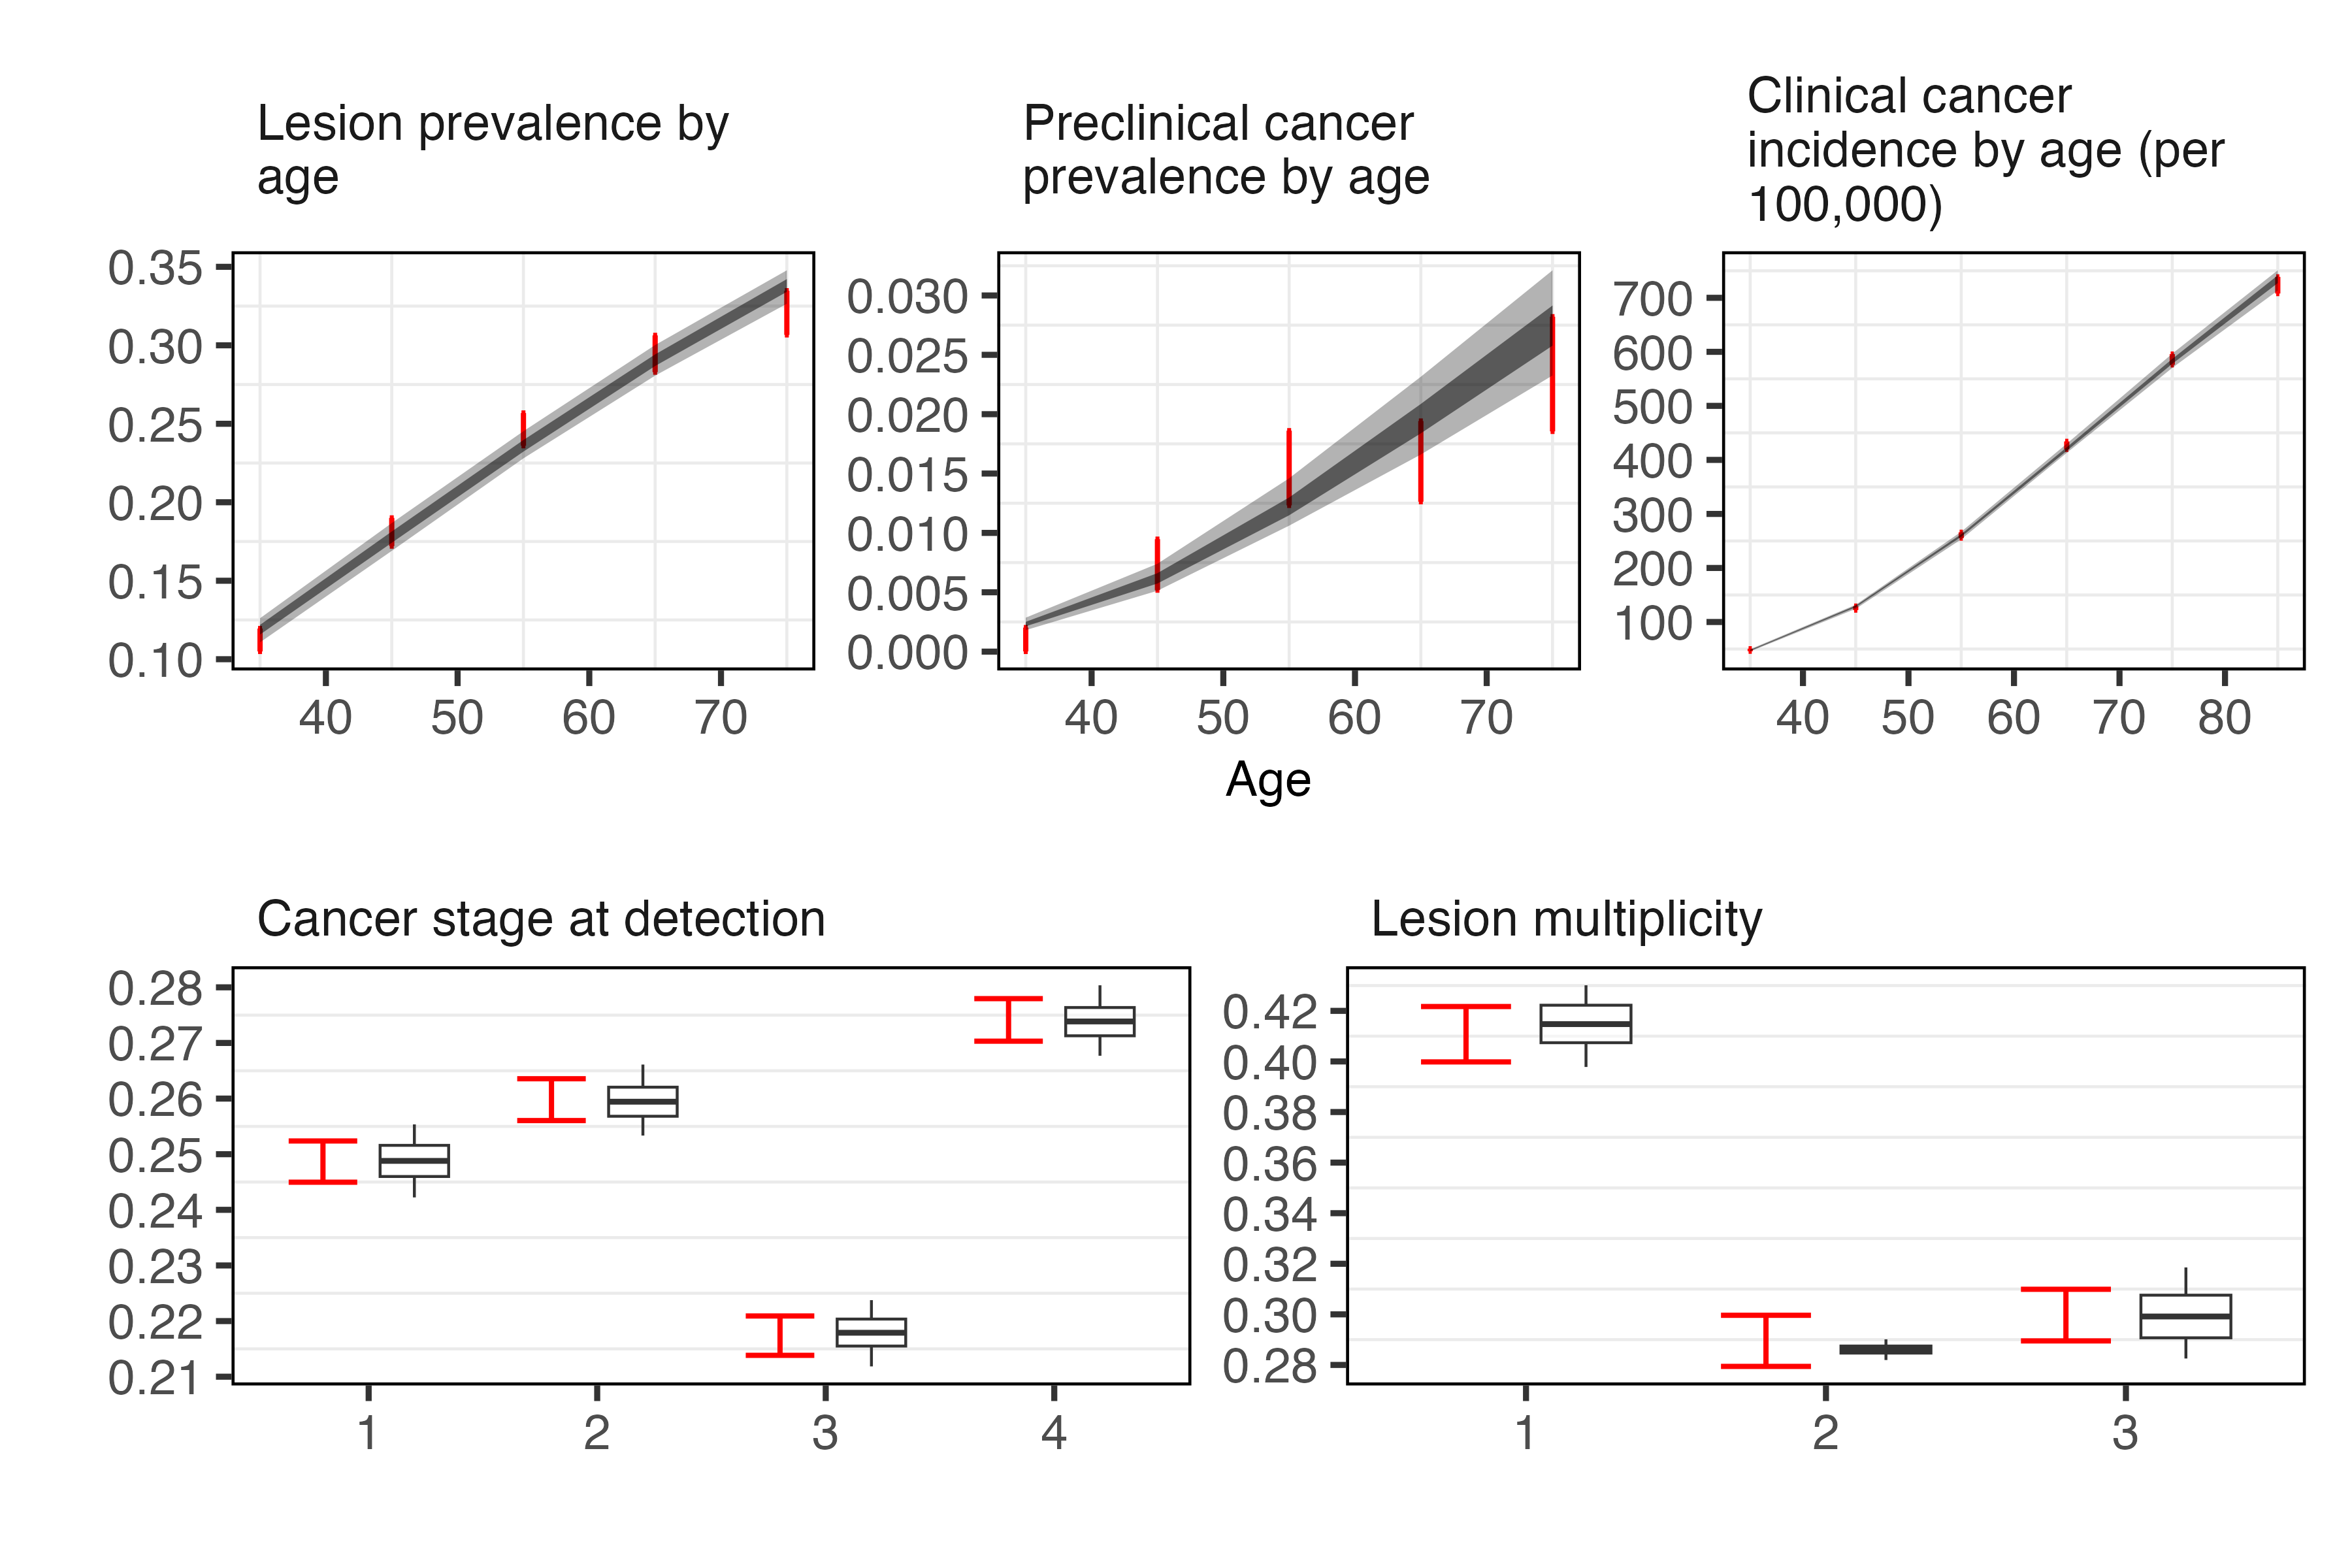 Lesion prevalence by
age
Preclinical cancer
prevalence by age
Clinical cancer
incidence by age (per
100,000)
0.35
0.30
0.25
0.20
0.15
0.10
40 50 60 70
0.030
0.025
0.020
0.015
0.010
0.005
0.000
40 50 60 70
700
600
500
400
300
200
100
40 50 60 70 80
Age
Cancer stage at detection
0.28
0.27
0.26
0.25
0.24
0.23
0.22
0.21
1 2 3 4
Lesion multiplicity
0.42
0.40
0.38
0.36
0.34
0.32
0.30
0.28
1 2 3